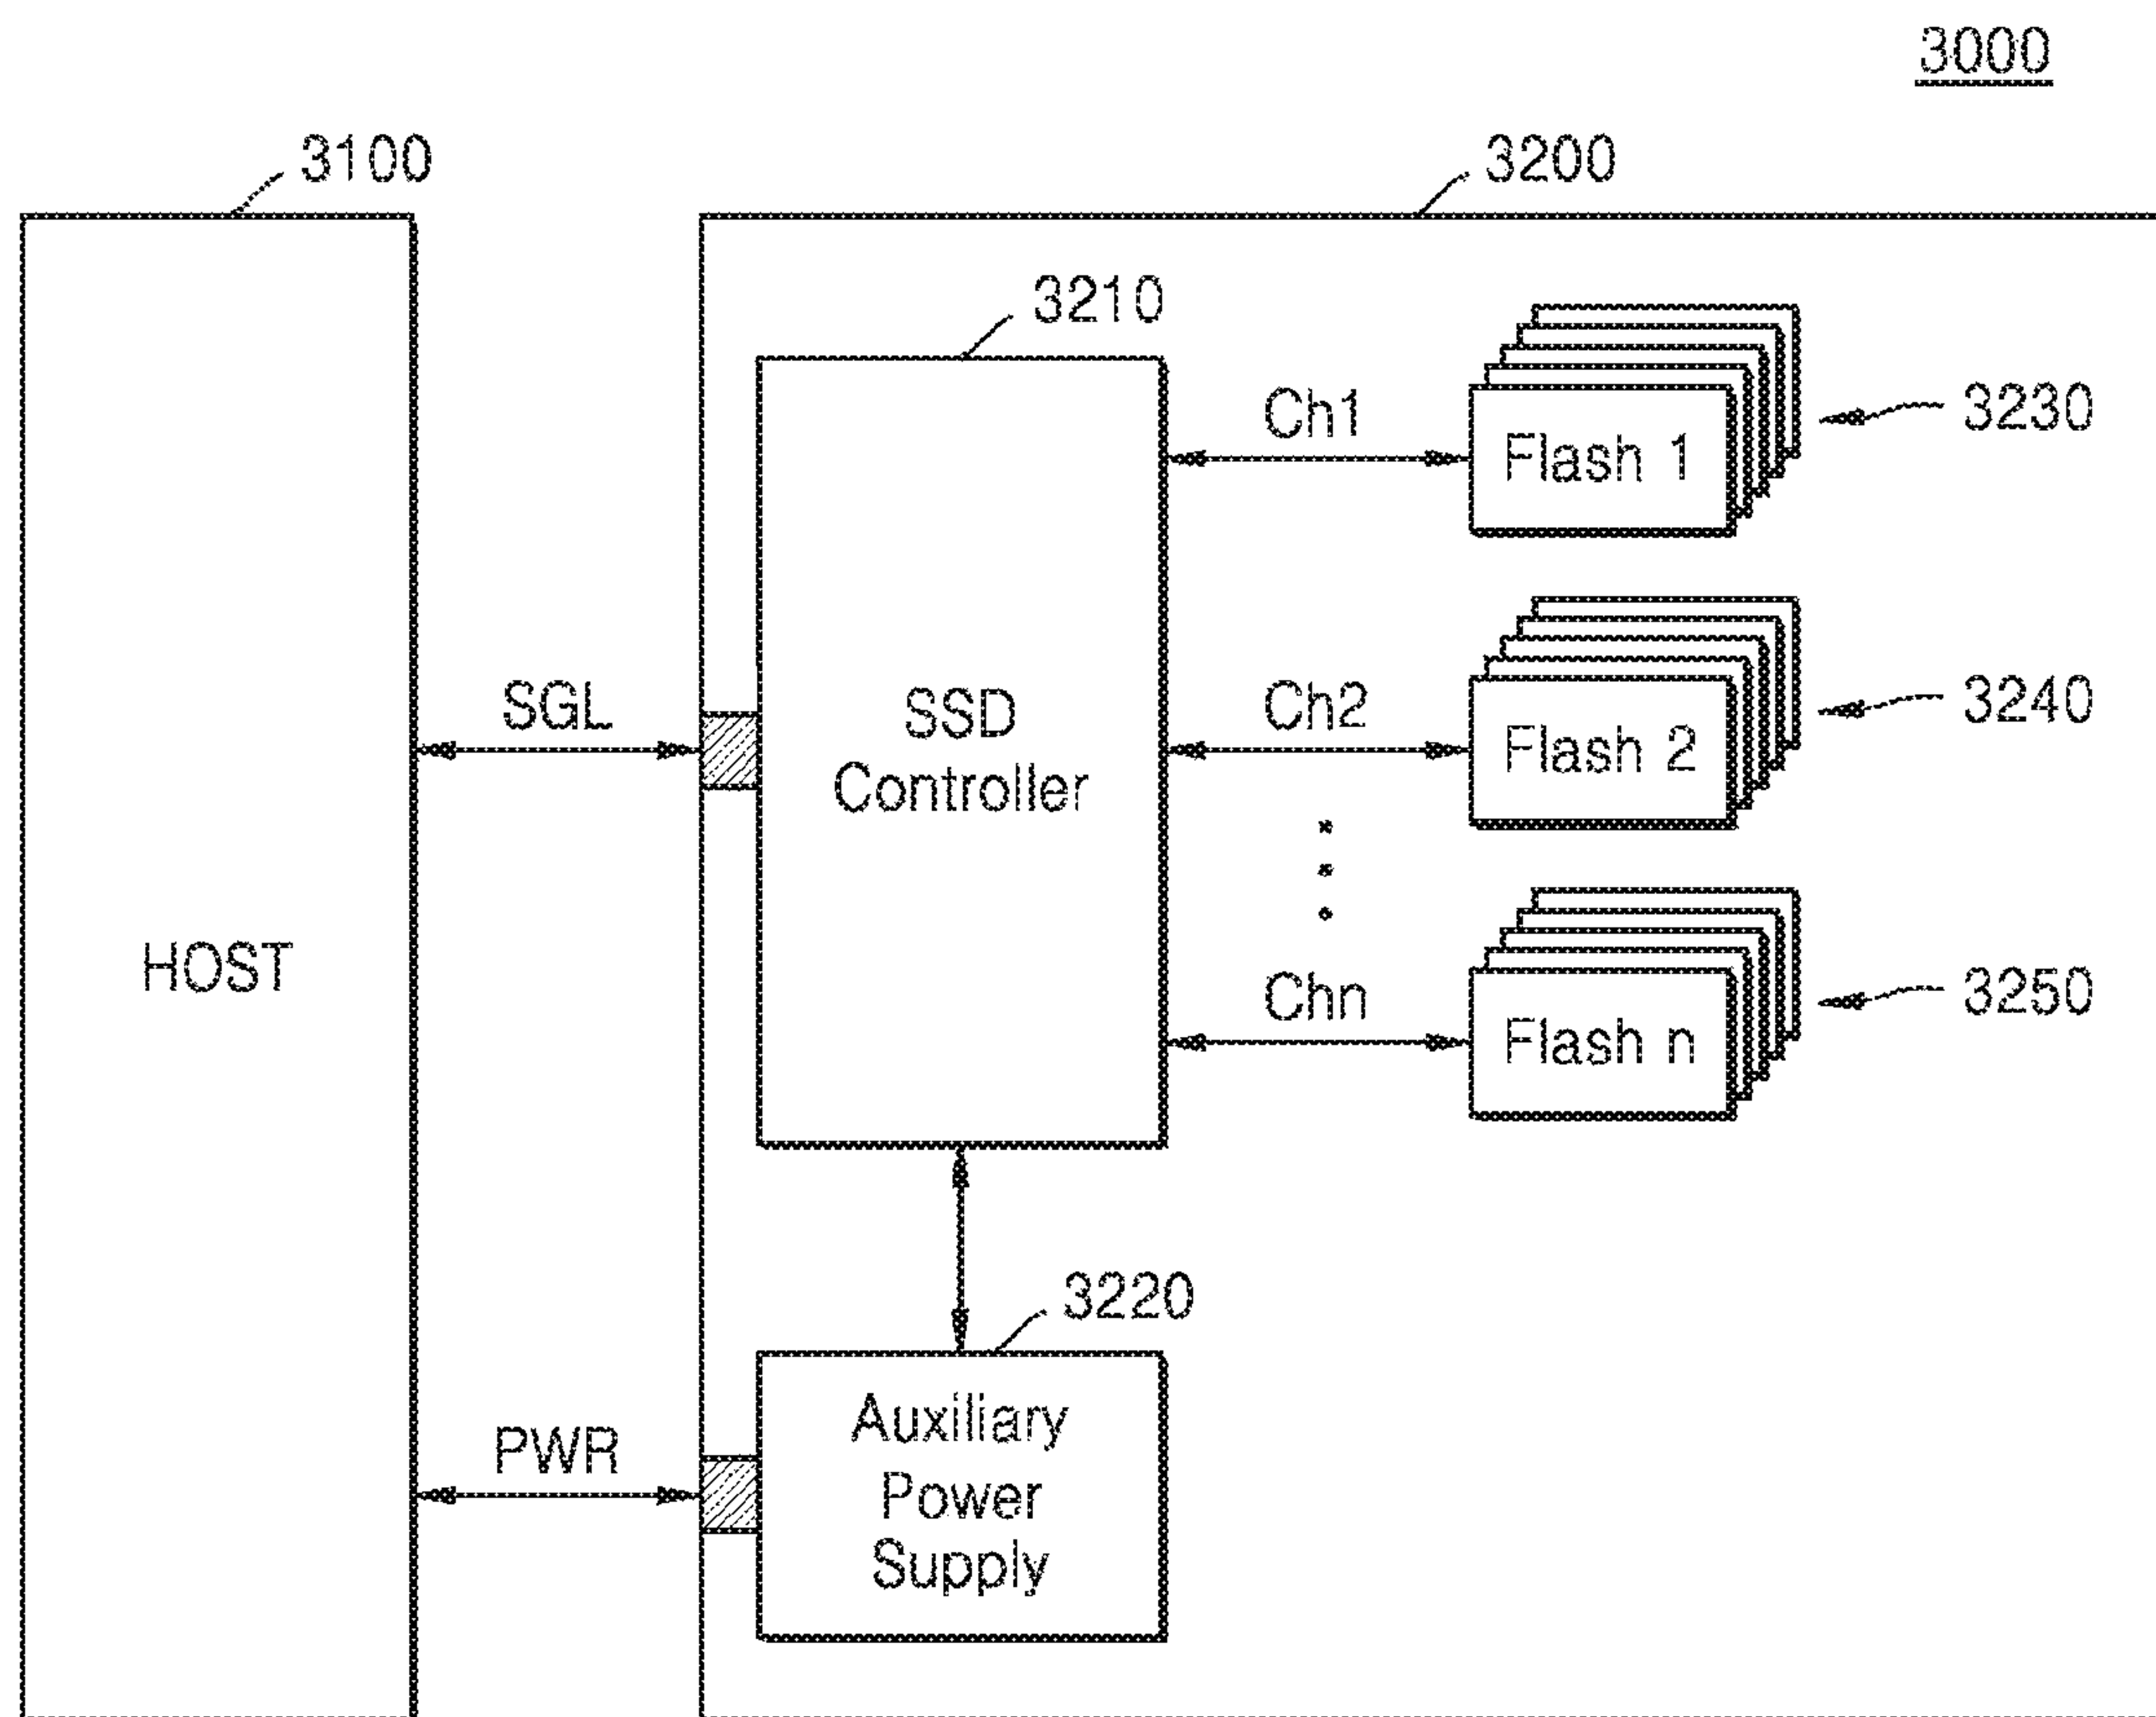 3000
3100
3200
3210
Ch1
Flash 1
3230
SGL
SSD
Controller
Ch2
Flash 2
3240
HOST
Chn
Flash n
3250
3220
PWR
Auxiliary
Power
Supply